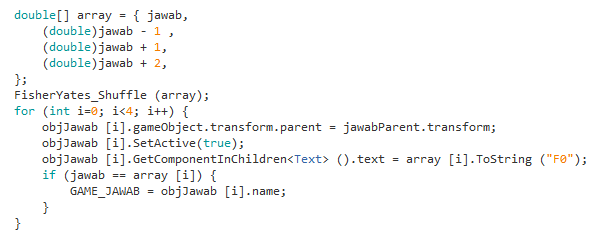 double[] array = { jawab,
    (double)jawab - 1 ,
    (double)jawab + 1,
    (double)jawab + 2,
};
FisherYates_Shuffle (array);
for (int i=0; i<4; i++) {
    objJawab [i].gameObject.transform.parent = jawabParent.transform;
    objJawab [i].SetActive(true);
    objJawab [i].GetComponentInChildren<Text> ().text = array [i].ToString ("F0");
    if (jawab == array [i]) {
        GAME_JAWAB = objJawab [i].name;
    }
}